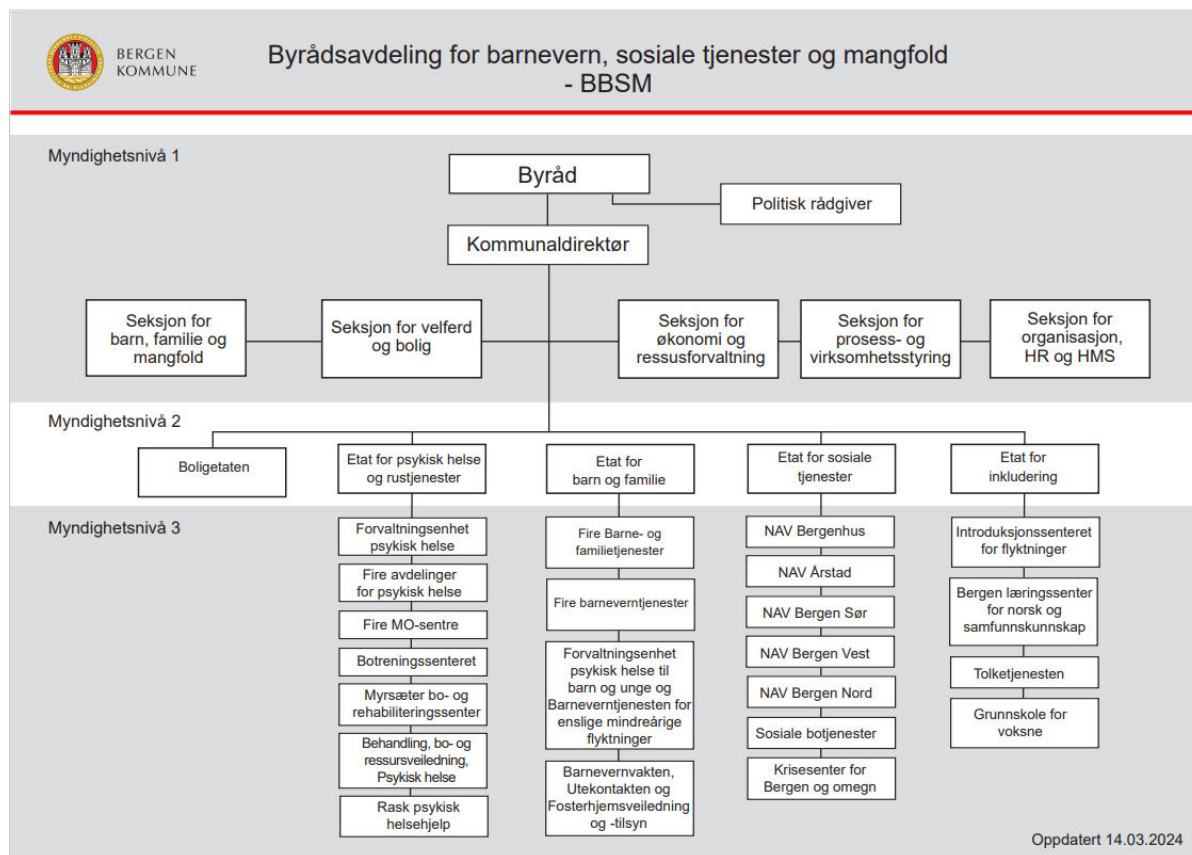 BERGEN
KOMMUNE
Byrådsavdeling for barnevern, sosiale tjenester og mangfold
- BBSM
Myndighetsnivå 1
Byråd
Politisk rådgiver
Kommunaldirektør
Seksjon for
barn, familie og
mangfold
Seksjon for velferd
og bolig
Seksjon for
økonomi og
ressusforvaltning
Seksjon for
prosess- og
virksomhetsstyring
Seksjon for
organisasjon,
HR og HMS
Myndighetsnivå 2
Boligetaten
Etat for psykisk helse
og rustjenester
Etat for
barn og familie
Etat for sosiale
tjenester
Etat for
inkludering
Myndighetsnivå 3
Forvaltningsenhet
psykisk helse
Fire avdelinger
for psykisk helse
Fire MO-sentre
Botreningssenteret
Myrsæter bo- og
rehabiliteringssenter
Behandling, bo- og
ressursveiledning,
Psykisk helse
Rask psykisk
helsehjelp
Fire Barne- og
familietjenester
Fire barneverntjenester
Forvaltningsenhet
psykisk helse til
barn og unge og
Barneverntjenesten for
enslige mindreårige
flyktninger
Barnevernvakten,
Utekontakten og
Fosterhjemsveiledning
og -tilsyn
NAV Bergenhus
NAV Årstad
NAV Bergen Sør
NAV Bergen Vest
NAV Bergen Nord
Sosiale botjenester
Krisesenter for
Bergen og omegn
Introduksjonssenteret
for flyktninger
Bergen læringssenter
for norsk og
samfunnskunnskap
Tolketjenesten
Grunnskole for
voksne
Oppdatert 14.03.2024